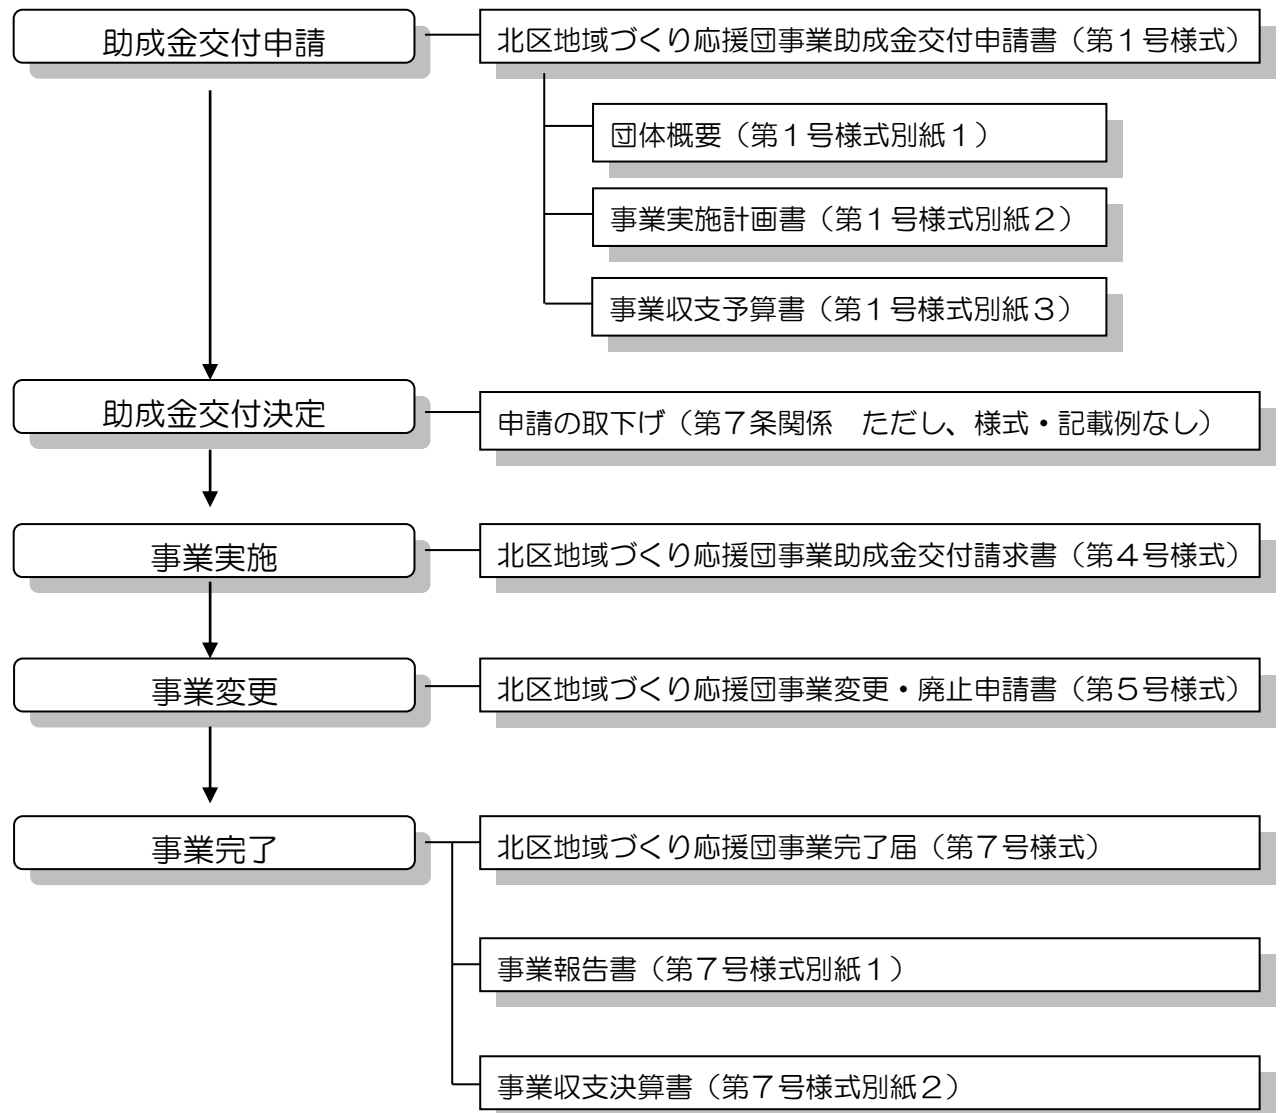 助成金交付申請
北区地域づくり応援団事業助成金交付申請書（第１号様式）
団体概要（第１号様式別紙１）
事業実施計画書（第１号様式別紙２）
事業収支予算書（第１号様式別紙３）
助成金交付決定
申請の取下げ（第７条関係　ただし、様式・記載例なし）
事業実施
北区地域づくり応援団事業助成金交付請求書（第４号様式）
事業変更
北区地域づくり応援団事業変更・廃止申請書（第５号様式）
事業完了
北区地域づくり応援団事業完了届（第７号様式）
事業報告書（第７号様式別紙１）
事業収支決算書（第７号様式別紙２）